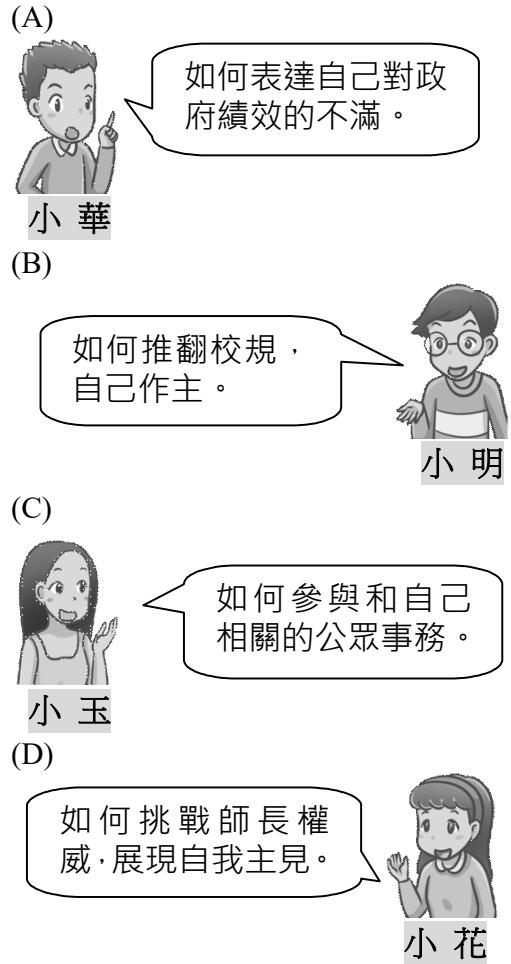 (A)
如何表達自己對政
府績效的不滿。
小華
(B)
如何推翻校規，
自己作主。
小明
(C)
如何參與和自己
相關的公眾事務。
小玉
(D)
如何挑戰師長權
威，展現自我主見。
小花